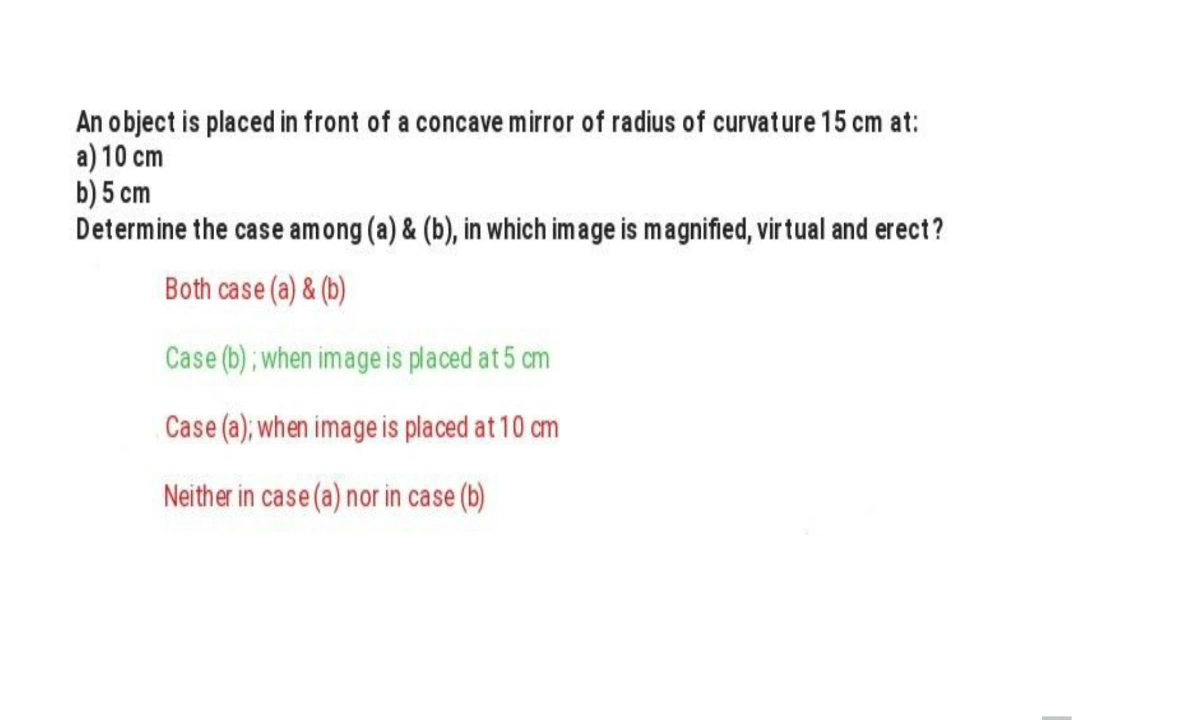 An object is placed in front of a concave mirror of radius of curvature 15 cm at:
a) 10 cm
b) 5 cm
Determine the case among (a) & (b), in which image is magnified, virtual and erect?
Both case (a) & (b)
Case (b) ; when image is placed at 5 cm
Case (a); when image is placed at 10 cm
Neither in case (a) nor in case (b)